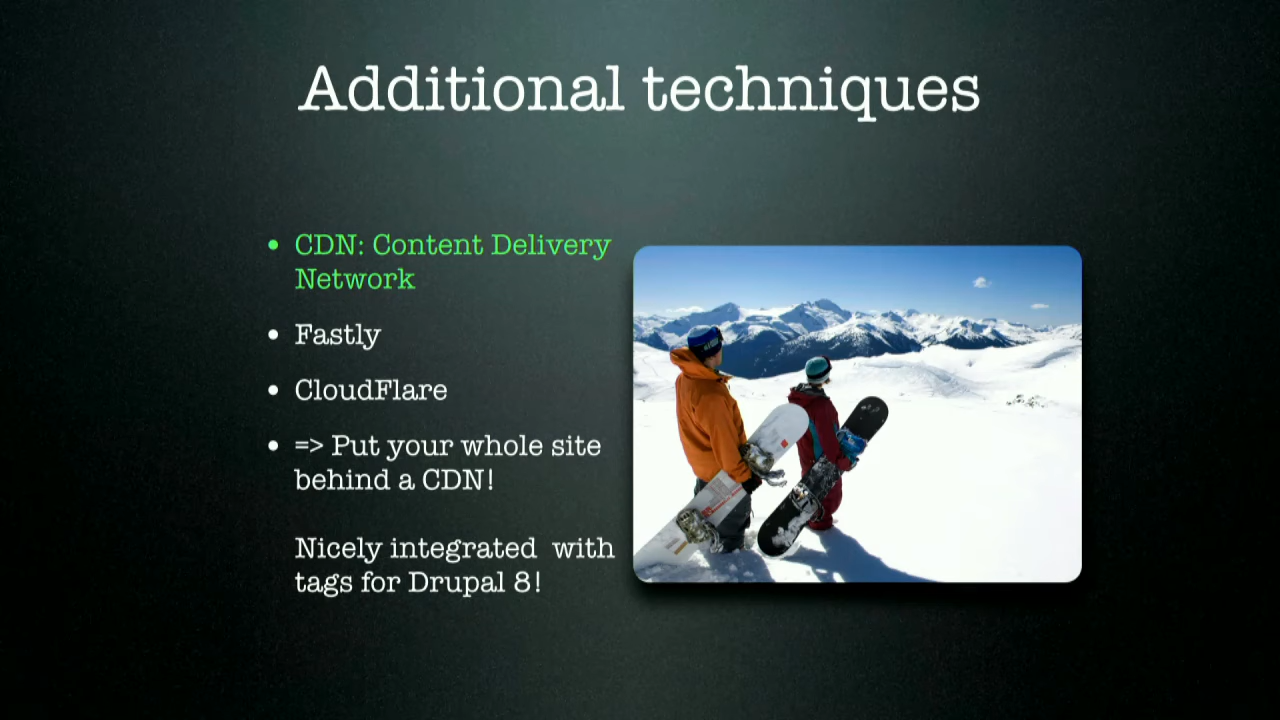 Additional techniques
• CDN: Content Delivery
Network
• Fastly
• CloudFlare
• => Put your whole site
behind a CDN!
Nicely integrated  with
tags for Drupal 8!